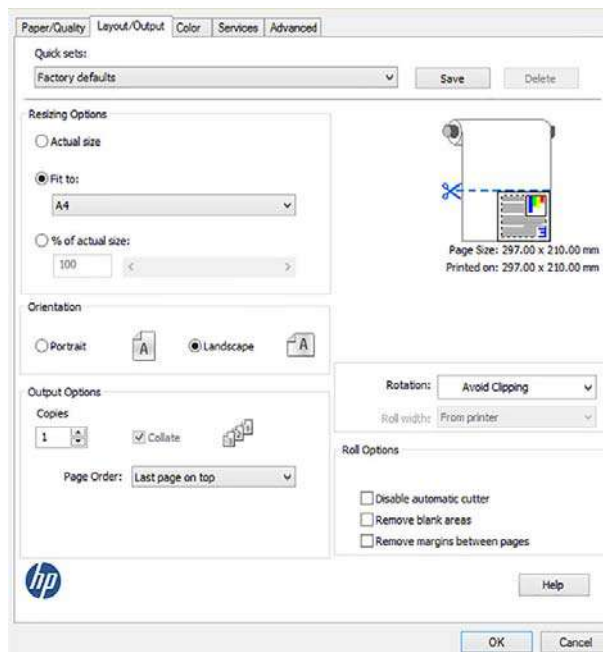 Paper/Quality Layout/Output Color Services Advanced
Quick sets:
Factory defaults Save Delete
Resizing Options
Actual size
Fit to:
A4
% of actual size:
100
Page Size: 297.00 x 210.00 mm
Printed on: 297.00 x 210.00 mm
Orientation
Portrait A Landscape A
Rotation: Avoid Clipping
Roll width: From printer
Output Options
Copies
1 Collate
Page Order: Last page on top
Roll Options
Disable automatic cutter
Remove blank areas
Remove margins between pages
hp
Help
OK Cancel